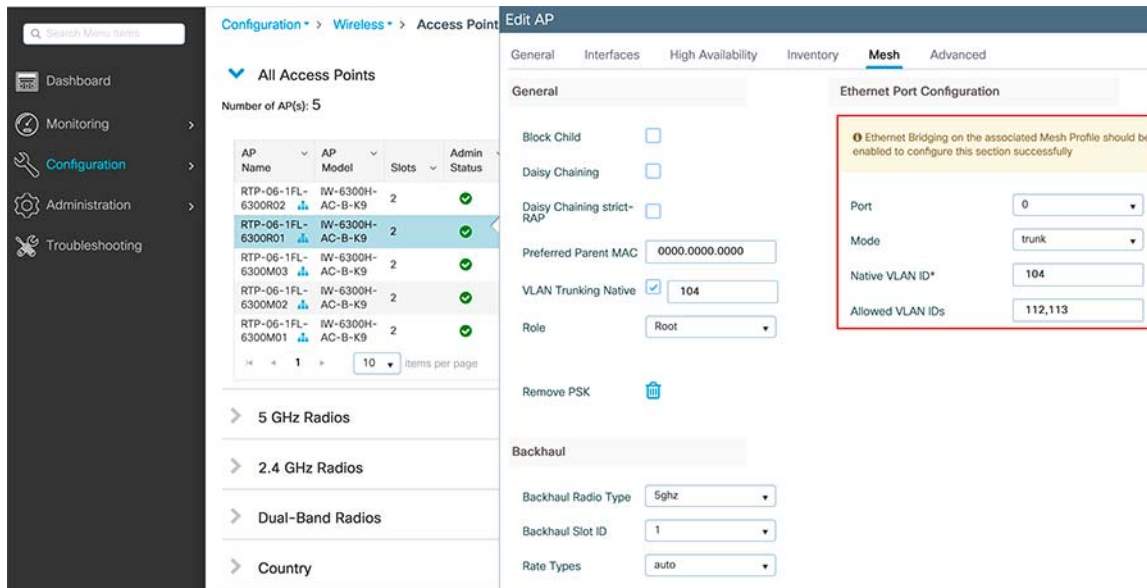 Search Menu Items
Dashboard
Monitoring
Configuration
Administration
Troubleshooting
Configuration > Wireless > Access Point
All Access Points
Number of AP(s): 5
AP Name AP Model Slots Admin Status
RTP-06-1FL-6300R02 IW-6300H-AC-B-K9 2
RTP-06-1FL-6300R01 IW-6300H-AC-B-K9 2
RTP-06-1FL-6300M03 IW-6300H-AC-B-K9 2
RTP-06-1FL-6300M02 IW-6300H-AC-B-K9 2
RTP-06-1FL-6300M01 IW-6300H-AC-B-K9 2
1 10 items per page
5 GHz Radios
2.4 GHz Radios
Dual-Band Radios
Country
Edit AP
General Interfaces High Availability Inventory Mesh Advanced
General
Block Child
Daisy Chaining
Daisy Chaining strict-RAP
Preferred Parent MAC 0000.0000.0000
VLAN Trunking Native 104
Role Root
Remove PSK
Backhaul
Backhaul Radio Type 5ghz
Backhaul Slot ID 1
Rate Types auto
Ethernet Port Configuration
Ethernet Bridging on the associated Mesh Profile should be
enabled to configure this section successfully
Port 0
Mode trunk
Native VLAN ID* 104
Allowed VLAN IDs 112,113